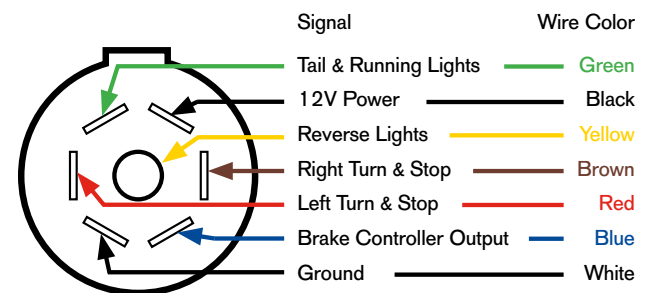 Signal Wire Color
Tail & Running Lights Green
12V Power Black
Reverse Lights Yellow
Right Turn & Stop Brown
Left Turn & Stop Red
Brake Controller Output Blue
Ground White